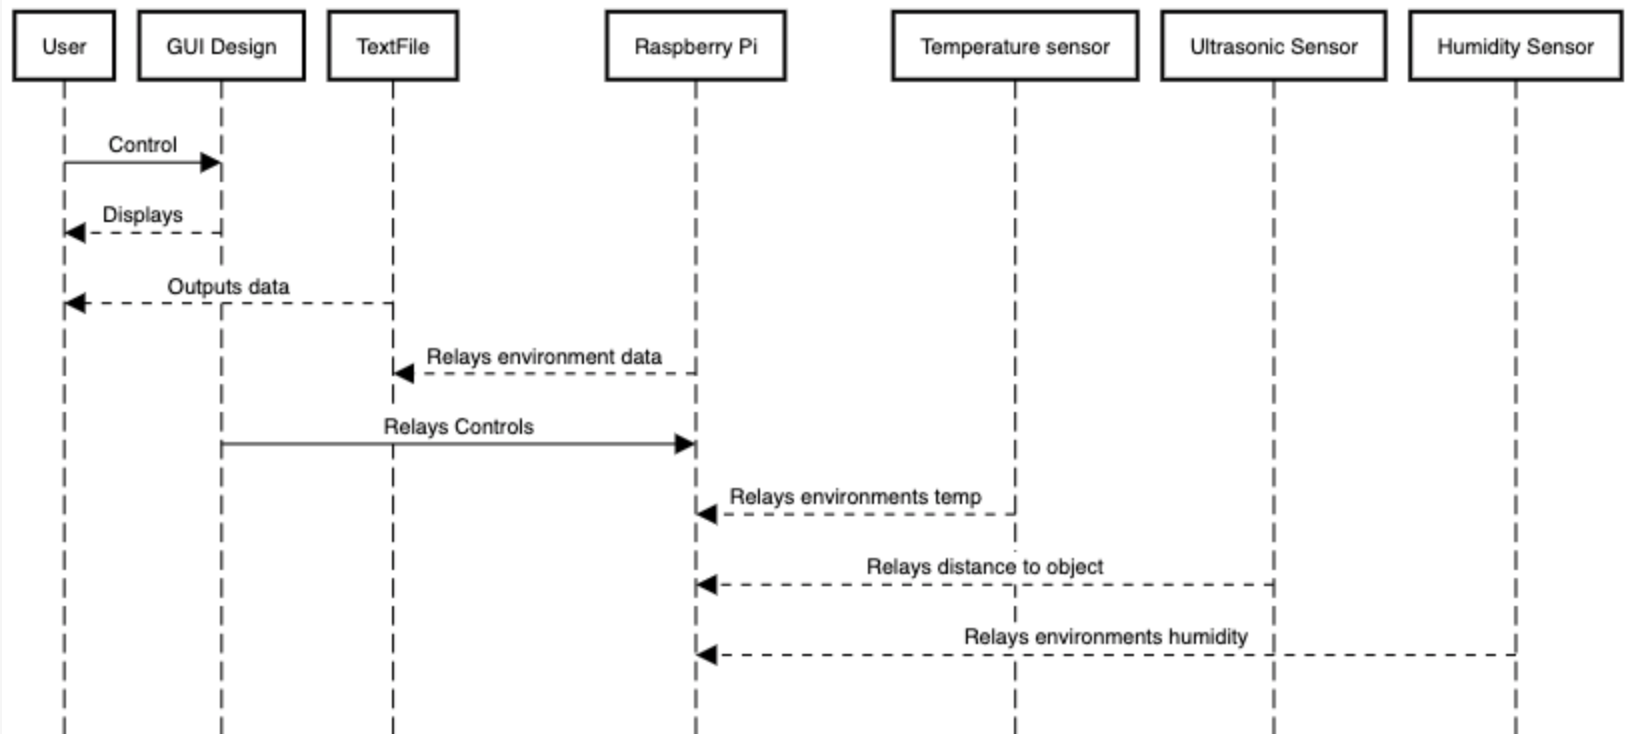 User
GUI Design
TextFile
Raspberry Pi
Temperature sensor
Ultrasonic Sensor
Humidity Sensor
Control
Displays
Outputs data
Relays environment data
Relays Controls
Relays environments temp
Relays distance to object
Relays environments humidity